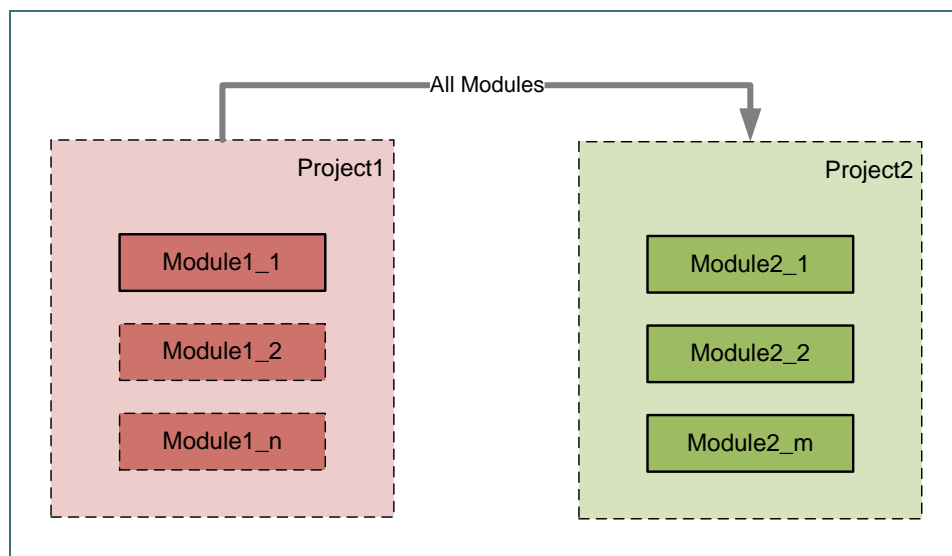 All Modules
Project1
Module1_1
Module1_2
Module1_n
Project2
Module2_1
Module2_2
Module2_m